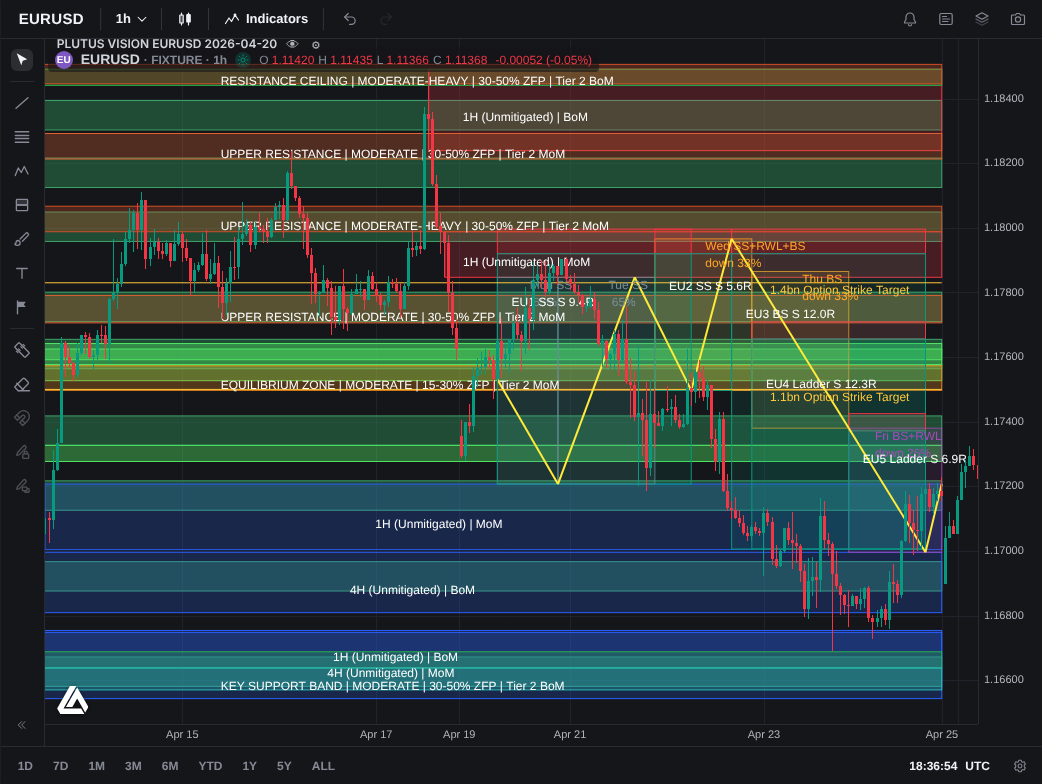 EURUSD 1h Indicators
PLUTUS VISION EURUSD 2026-04-20
EU EURUSD · FIXTURE · 1h O 1.11420 H 1.11435 L 1.11366 C 1.11368 -0.00052 (-0.05%)
RESISTANCE CEILING | MODERATE-HEAVY | 30-50% ZFP | Tier 2 MoM
1.18400
1H (Unmitigated) | BoM
UPPER RESISTANCE | MODERATE | 30-50% ZFP | Tier 2 MoM
1.18200
UPPER RESISTANCE | MODERATE-HEAVY | 30-50% ZFP | Tier 2 MoM
1.18000
Wed SS+RWL+BS
down 33%
1H (Unmitigated) | MoM
Thu BS
down 33%
Mon SS
Tue SS
65%
EU2 SS S 5.6R
1.4bn Option Strike Target
1.17800
EU1 SS S 9.4R
EU3 BS S 12.0R
UPPER RESISTANCE | MODERATE | 30-50% ZFP | Tier 2 MoM
1.17600
EQUILIBRIUM ZONE | MODERATE | 15-30% ZFP | Tier 2 MoM
EU4 Ladder S 12.3R
1.1bn Option Strike Target
1.17400
Fri BS+RWL
down
EU5 Ladder S 6.9R
1.17200
1H (Unmitigated) | MoM
1.17000
4H (Unmitigated) | BoM
1.16800
1H (Unmitigated) | BoM
4H (Unmitigated) | MoM
KEY SUPPORT BAND | MODERATE | 30-50% ZFP | Tier 2 BoM
1.16600
Apr 15 Apr 17 Apr 19 Apr 21 Apr 23 Apr 25
1D 7D 1M 3M 6M YTD 1Y 5Y ALL 18:36:54 UTC